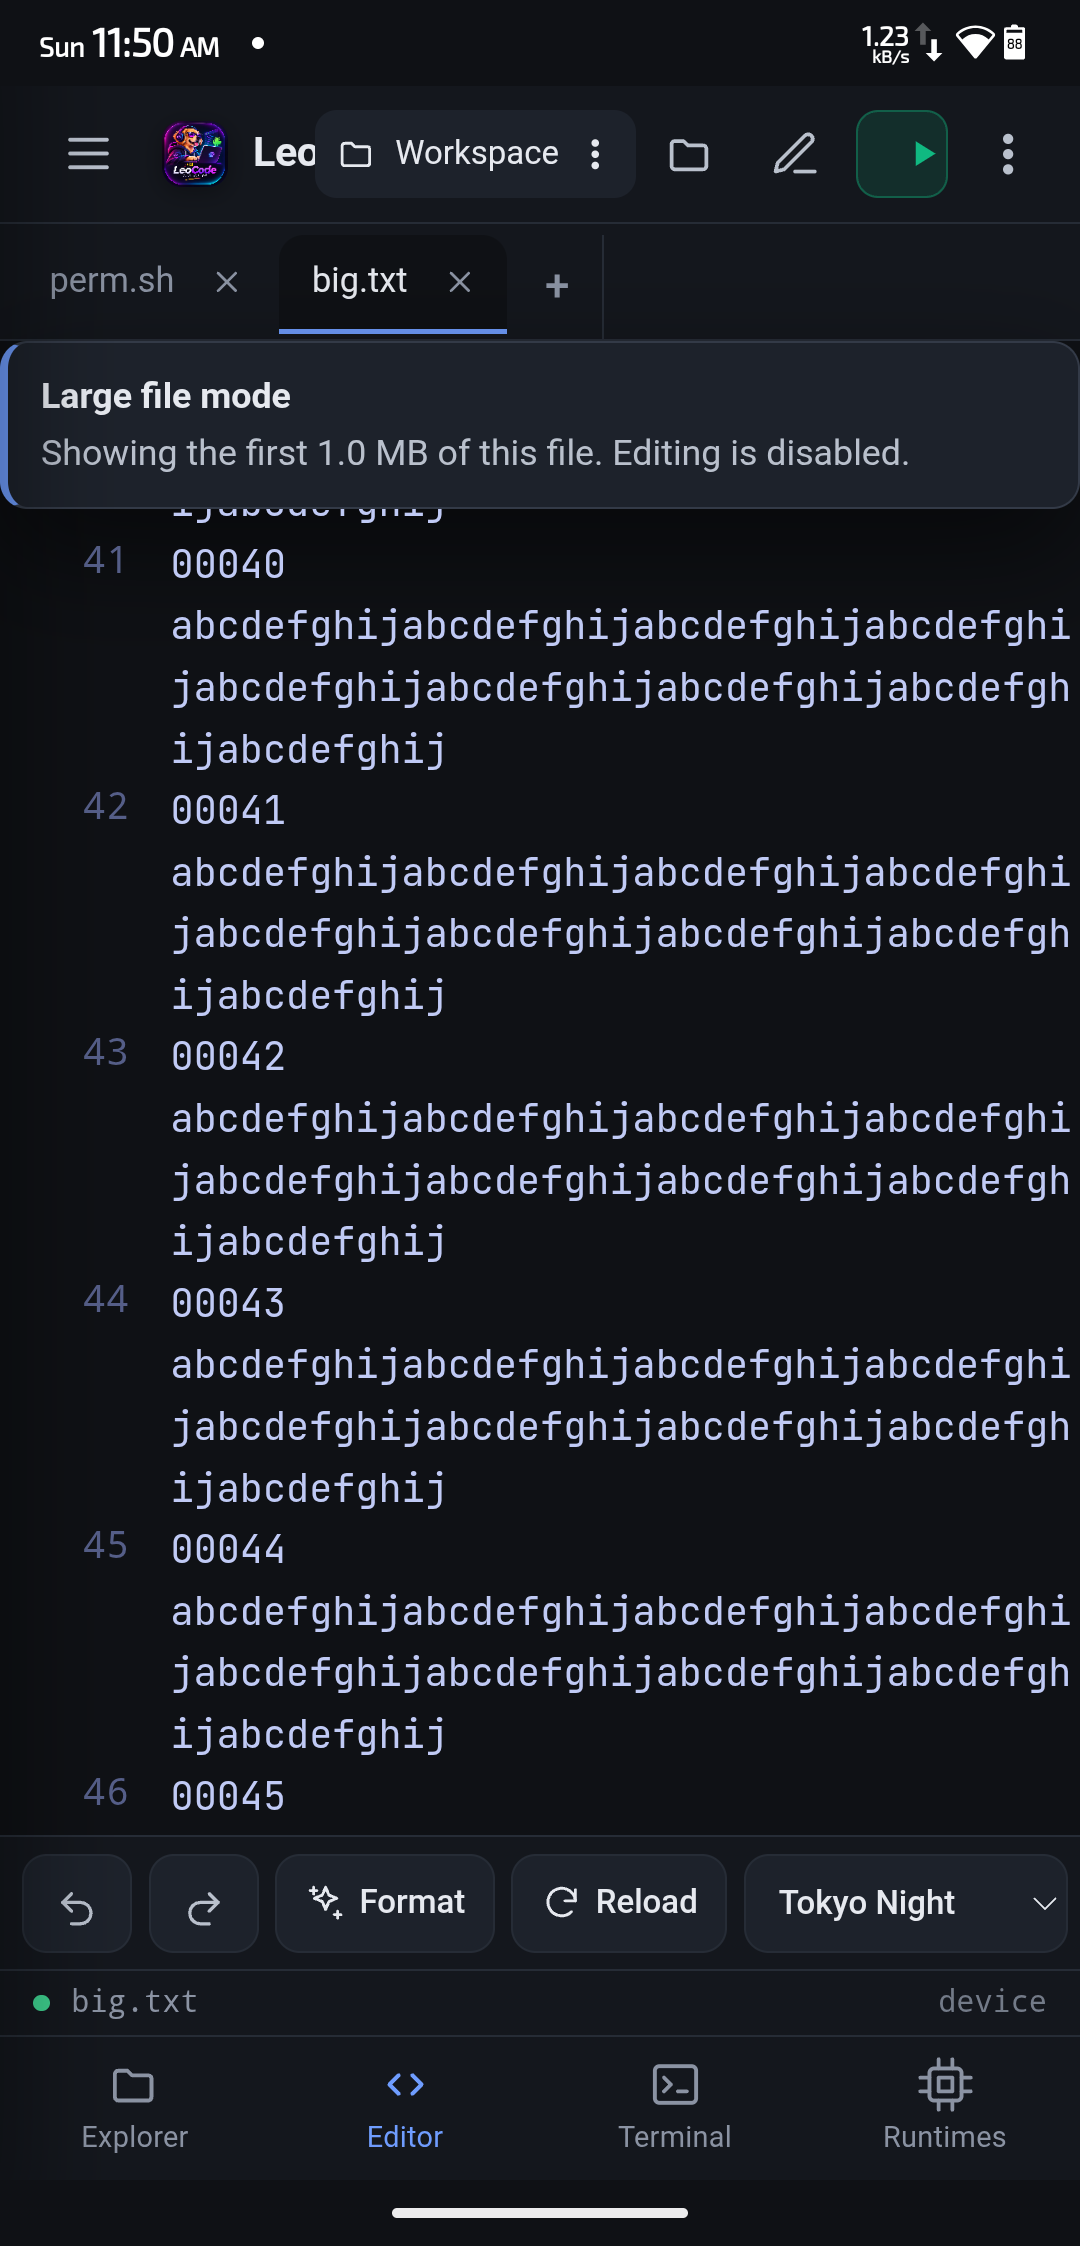 Sun 11:50 AM
1.23
kB/s
88
LeoCode
Leo
Workspace
perm.sh
big.txt
+
Large file mode
Showing the first 1.0 MB of this file. Editing is disabled.
ijabcdefghij
41 00040
abcdefghijabcdefghijabcdefghijabcdefghi
jabcdefghijabcdefghijabcdefghijabcdefgh
ijabcdefghij
42 00041
abcdefghijabcdefghijabcdefghijabcdefghi
jabcdefghijabcdefghijabcdefghijabcdefgh
ijabcdefghij
43 00042
abcdefghijabcdefghijabcdefghijabcdefghi
jabcdefghijabcdefghijabcdefghijabcdefgh
ijabcdefghij
44 00043
abcdefghijabcdefghijabcdefghijabcdefghi
jabcdefghijabcdefghijabcdefghijabcdefgh
ijabcdefghij
45 00044
abcdefghijabcdefghijabcdefghijabcdefghi
jabcdefghijabcdefghijabcdefghijabcdefgh
ijabcdefghij
46 00045
Format
Reload
Tokyo Night
big.txt
device
Explorer
Editor
Terminal
Runtimes